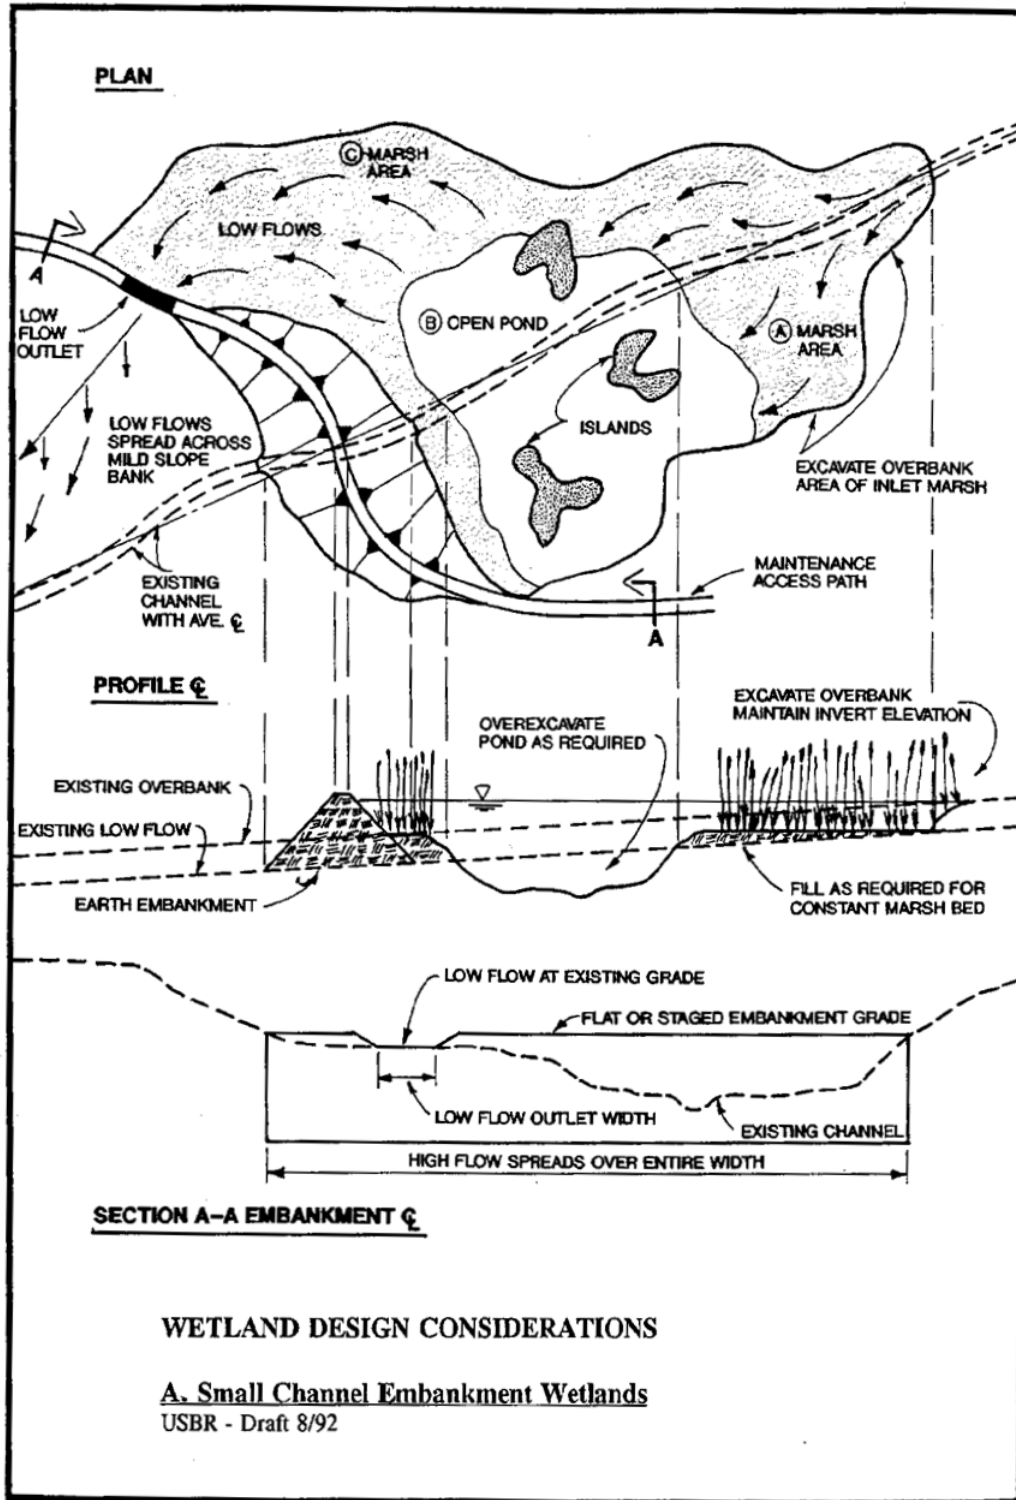 PLAN
Ⓒ MARSH
AREA
LOW FLOWS
A
LOW
FLOW
OUTLET
Ⓑ OPEN POND
Ⓐ MARSH
AREA
LOW FLOWS
SPREAD ACROSS
MILD SLOPE
BANK
ISLANDS
EXCAVATE OVERBANK
AREA OF INLET MARSH
EXISTING
CHANNEL
WITH AVE. ℄
MAINTENANCE
ACCESS PATH
A
PROFILE ℄
EXCAVATE OVERBANK
MAINTAIN INVERT ELEVATION
OVEREXCAVATE
POND AS REQUIRED
EXISTING OVERBANK
EXISTING LOW FLOW
EARTH EMBANKMENT
FILL AS REQUIRED FOR
CONSTANT MARSH BED
LOW FLOW AT EXISTING GRADE
FLAT OR STAGED EMBANKMENT GRADE
LOW FLOW OUTLET WIDTH
EXISTING CHANNEL
HIGH FLOW SPREADS OVER ENTIRE WIDTH
SECTION A-A EMBANKMENT ℄
WETLAND DESIGN CONSIDERATIONS
A. Small Channel Embankment Wetlands
USBR - Draft 8/92